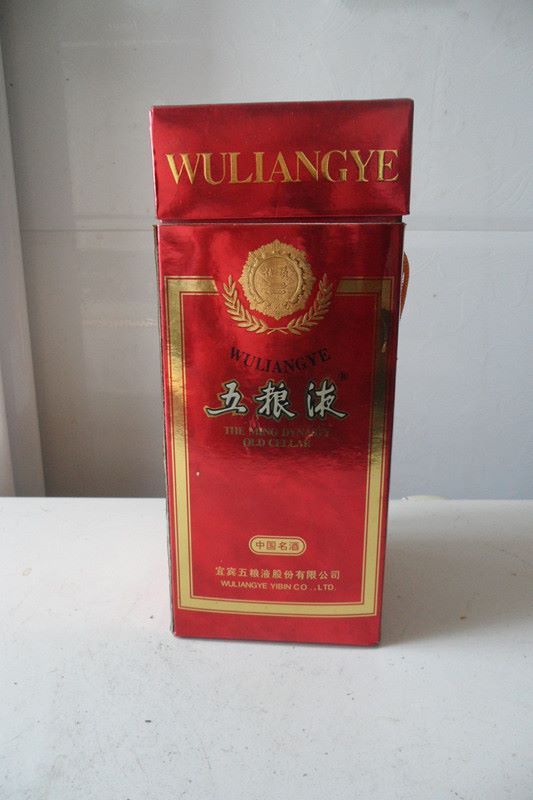 WULIANGYE
WULIANGYE
五粮液®
THE MING DYNASTY
OLD CELLAR
中国名酒
宜宾五粮液股份有限公司
WULIANGYE YIBIN CO .,LTD.